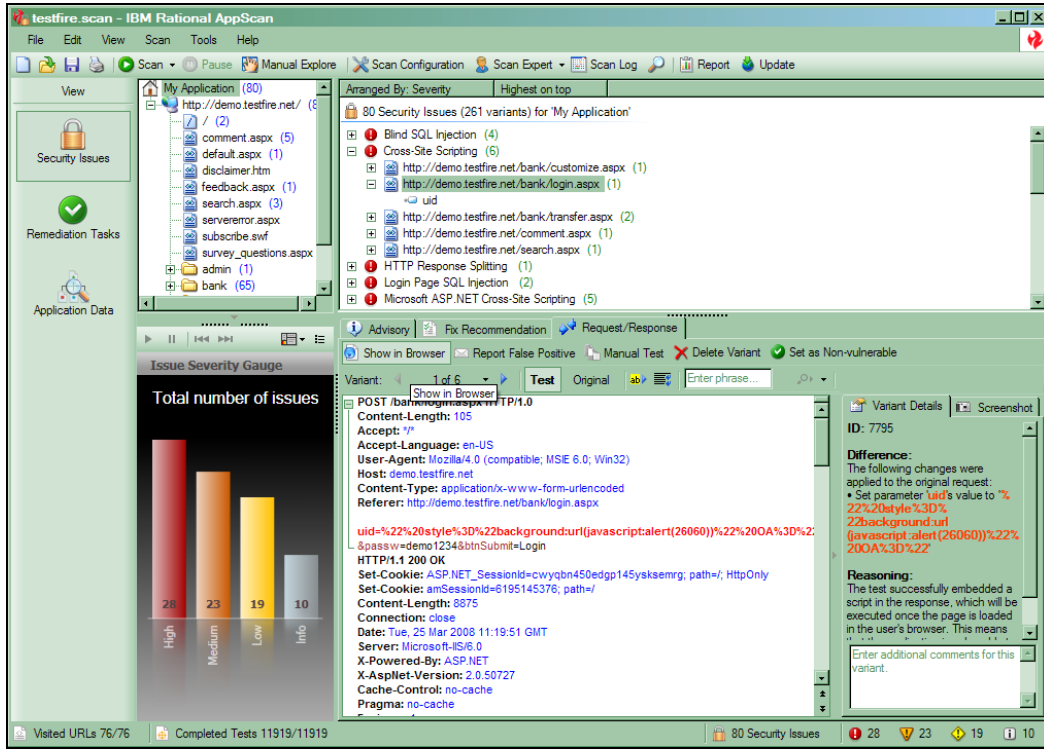 testfire.scan - IBM Rational AppScan
File Edit View Scan Tools Help
Scan Pause Manual Explore Scan Configuration Scan Expert Scan Log Report Update
View
Security Issues
Remediation Tasks
Application Data
My Application (80)
http://demo.testfire.net/ (8
/ (2)
comment.aspx (5)
default.aspx (1)
disclaimer.htm
feedback.aspx (1)
search.aspx (3)
servererror.aspx
subscribe.swf
survey_questions.aspx
admin (1)
bank (65)
Arranged By: Severity Highest on top
80 Security Issues (261 variants) for 'My Application'
Blind SQL Injection (4)
Cross-Site Scripting (6)
http://demo.testfire.net/bank/customize.aspx (1)
http://demo.testfire.net/bank/login.aspx (1)
uid
http://demo.testfire.net/bank/transfer.aspx (2)
http://demo.testfire.net/comment.aspx (1)
http://demo.testfire.net/search.aspx (1)
HTTP Response Splitting (1)
Login Page SQL Injection (2)
Microsoft ASP.NET Cross-Site Scripting (5)
Issue Severity Gauge
Total number of issues
28 23 19 10
High Medium Low Info
Advisory Fix Recommendation Request/Response
Show in Browser Report False Positive Manual Test Delete Variant Set as Non-vulnerable
Variant: 1 of 6 Test Original ab Enter phrase...
Show in Browser
POST /bank/login.aspx HTTP/1.0
Content-Length: 105
Accept: */*
Accept-Language: en-US
User-Agent: Mozilla/4.0 (compatible; MSIE 6.0; Win32)
Host: demo.testfire.net
Content-Type: application/x-www-form-urlencoded
Referer: http://demo.testfire.net/bank/login.aspx
uid=%22%20style%3D%22background:url(javascript:alert(26060))%22%20OA%3D%22
&passw=demo1234&btnSubmit=Login
HTTP/1.1 200 OK
Set-Cookie: ASP.NET_SessionId=cwyqbn450edgp145ysksemrg; path=/; HttpOnly
Set-Cookie: amSessionId=6195145376; path=/
Content-Length: 8875
Connection: close
Date: Tue, 25 Mar 2008 11:19:51 GMT
Server: Microsoft-IIS/6.0
X-Powered-By: ASP.NET
X-AspNet-Version: 2.0.50727
Cache-Control: no-cache
Pragma: no-cache
Variant Details Screenshot
ID: 7795
Difference:
The following changes were
applied to the original request:
• Set parameter 'uid's value to '%
22%20style%3D%
22background:url
(javascript:alert(26060))%22%
20OA%3D%22'
Reasoning:
The test successfully embedded a
script in the response, which will be
executed once the page is loaded
in the user's browser. This means
Enter additional comments for this
variant.
Visited URLs 76/76 Completed Tests 11919/11919 80 Security Issues 28 23 19 10